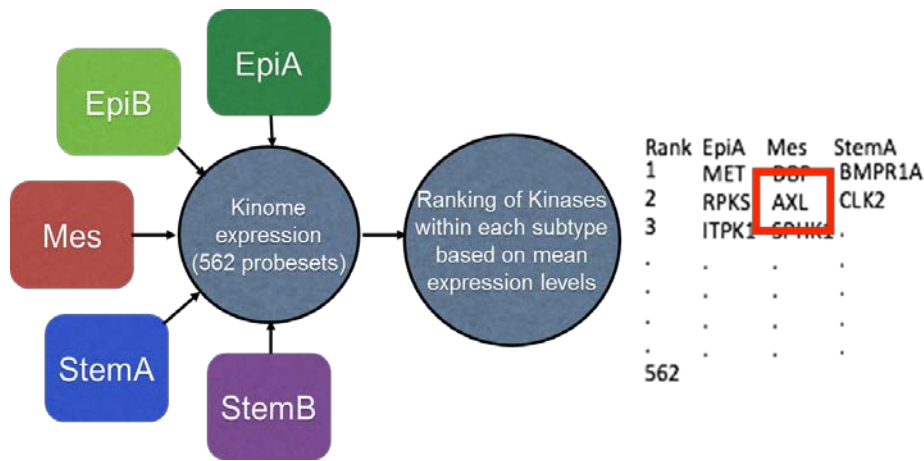 EpiA
EpiB
Mes
StemA
StemB
Kinome
expression
(562 probesets)
Ranking of Kinases
within each subtype
based on mean
expression levels
Rank EpiA Mes StemA
1 MET BMPR1A
2 RPKS AXL CLK2
3 ITPK1 SPHK1 .
. . . .
. . . .
. . . .
. . . .
562